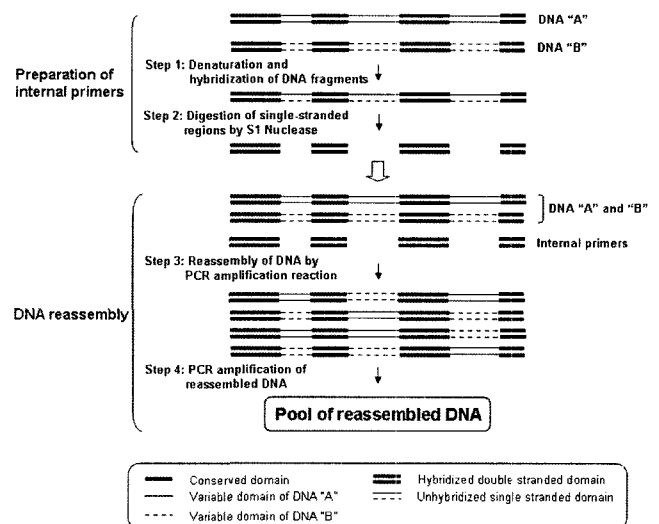 DNA "A"
DNA "B"
Preparation of
internal primers
Step 1: Denaturation and
hybridization of DNA fragments
Step 2: Digestion of single-stranded
regions by S1 Nuclease
DNA "A" and "B"
Internal primers
Step 3: Reassembly of DNA by
PCR amplification reaction
DNA reassembly
Step 4: PCR amplification of
reassembled DNA
Pool of reassembled DNA
Conserved domain
Hybridized double stranded domain
Variable domain of DNA "A"
Unhybridized single stranded domain
Variable domain of DNA "B"